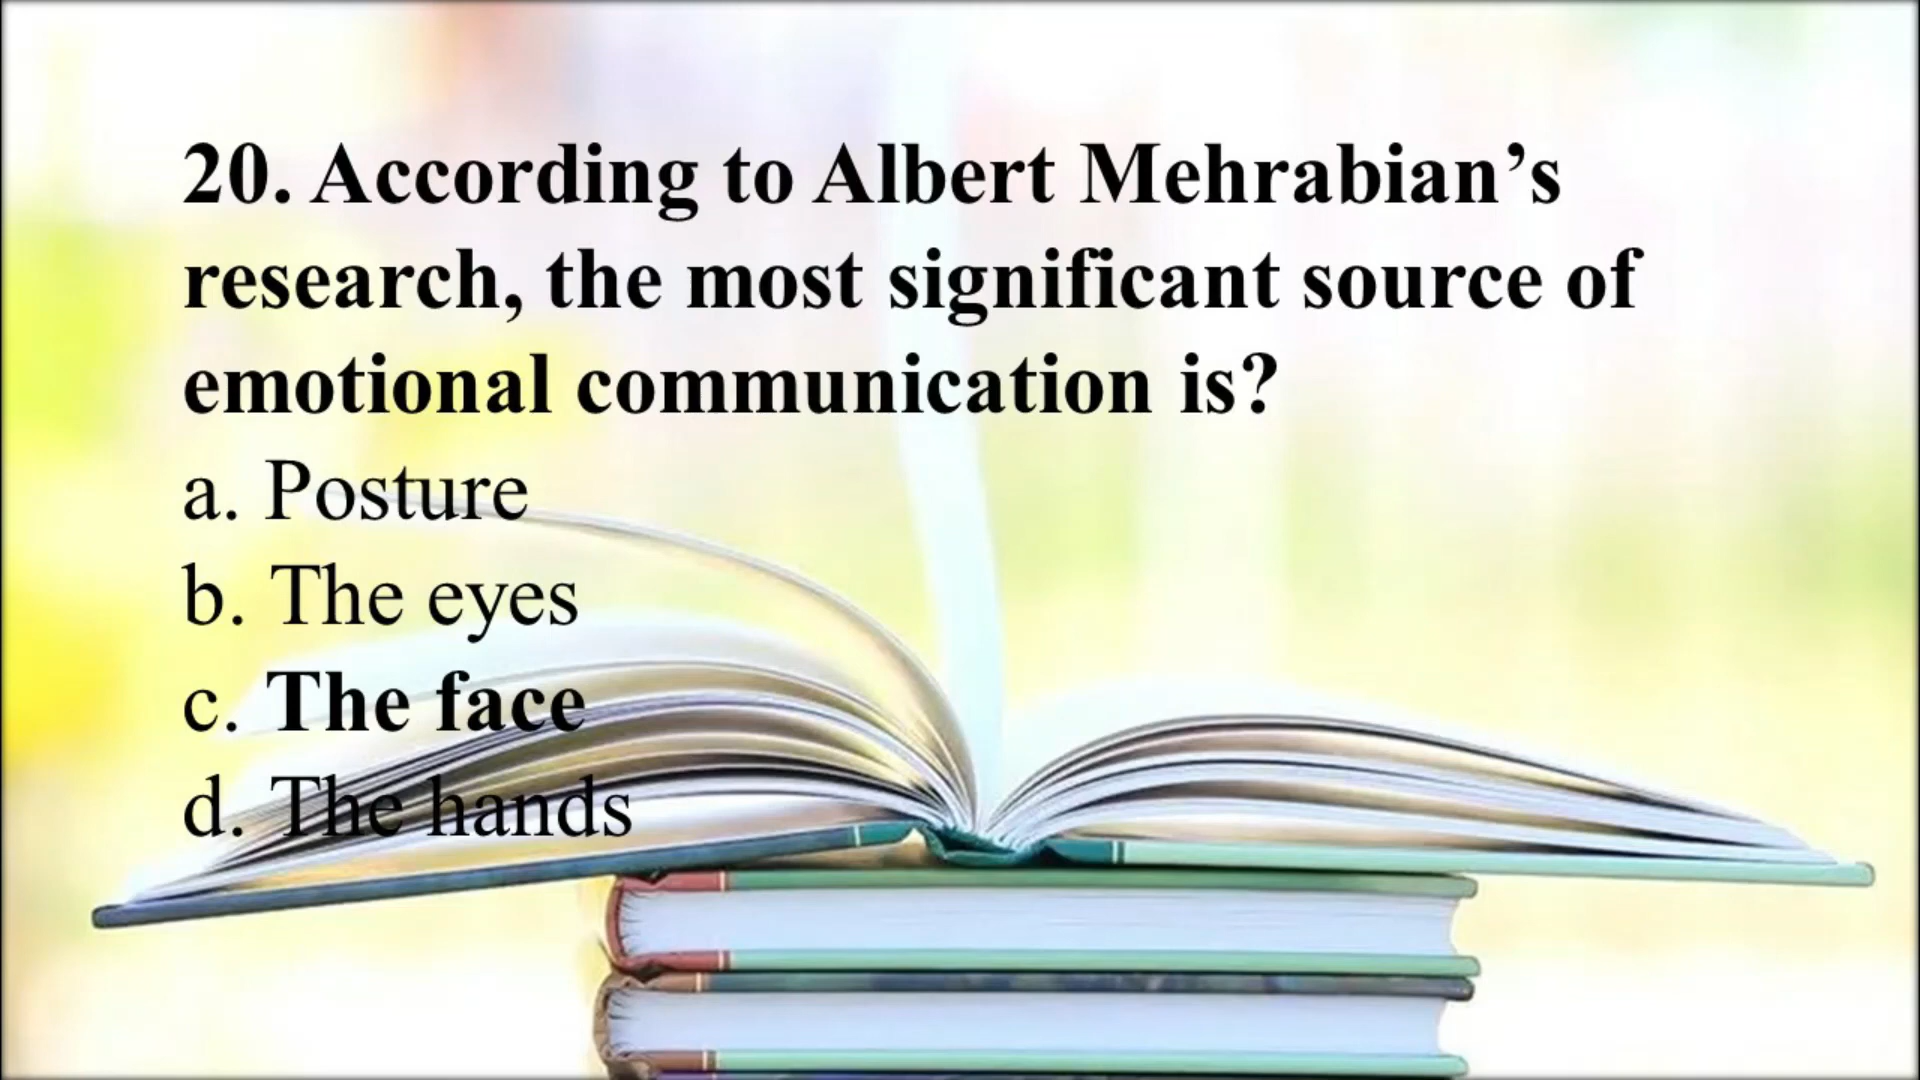 20. According to Albert Mehrabian’s
research, the most significant source of
emotional communication is?
a. Posture
b. The eyes
c. The face
d. The hands